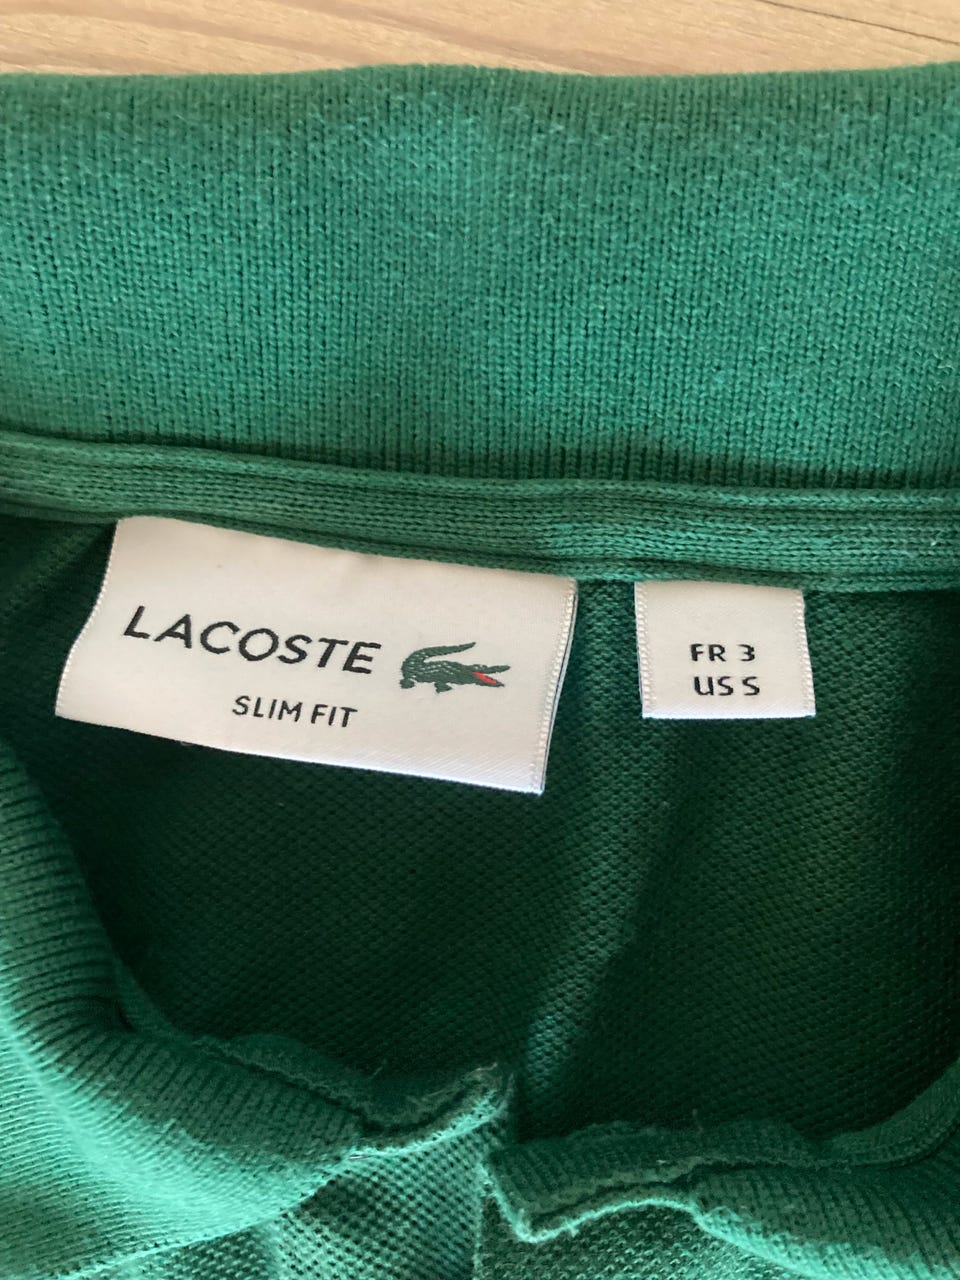 LACOSTE
SLIM FIT
FR 3
US S